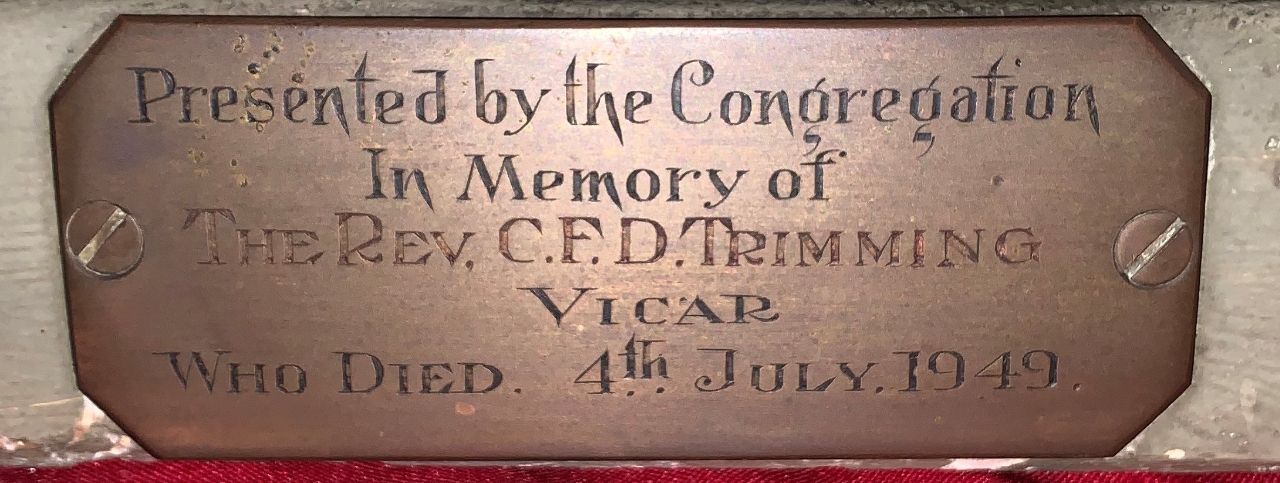 Presented by the Congregation
In Memory of
THE REV. C.F.D. TRIMMING
VICAR
WHO DIED. 4th. JULY. 1949.